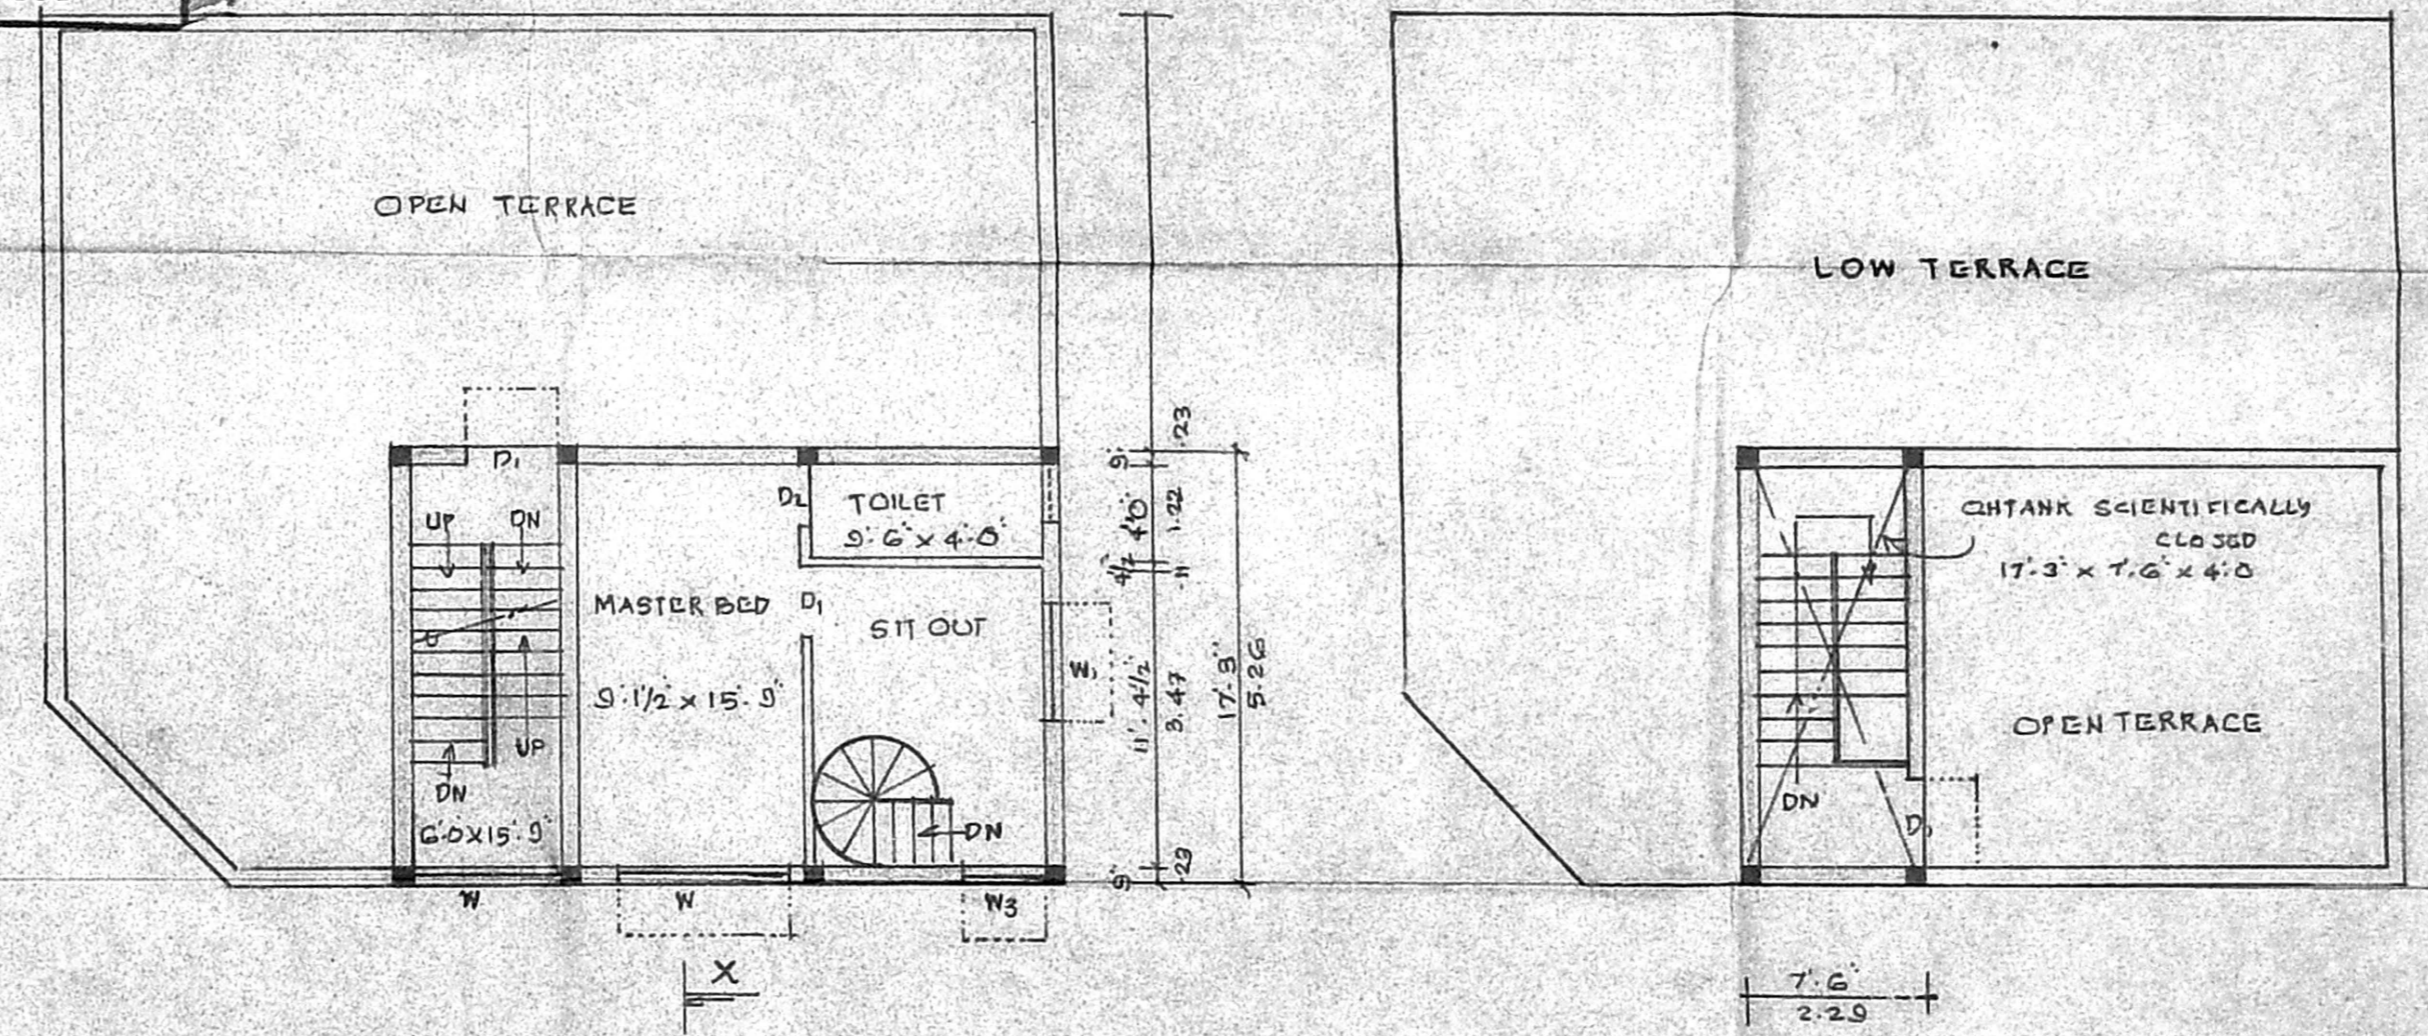 OPEN TERRACE
D1
UP DN
D2
TOILET
9'-6" x 4'-0"
MASTER BED
D1
SIT OUT
9'-1/2" x 15'-9"
W1
UP
DN
6'-0 X 15'-9"
DN
W
W
W3
X
9"
.23
4'0"
1.22
4 1/2
.11
11'-4 1/2"
3.47
9"
.23
17'-3"
5.26
LOW TERRACE
OHTANK SCIENTIFICALLY
CLOSED
17'-3" x 7'-6" x 4'-0
OPEN TERRACE
DN
D1
7'-6"
2.29